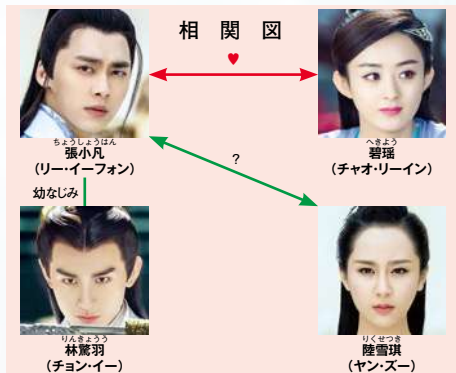 相関図
♥
ちょうしょうはん
張小凡
(リー・イーフォン)
へきよう
碧瑶
(チャオ・リーイン)
?
幼なじみ
りんきょうう
林驚羽
(チョン・イー)
りくせつき
陸雪琪
(ヤン・ズー)